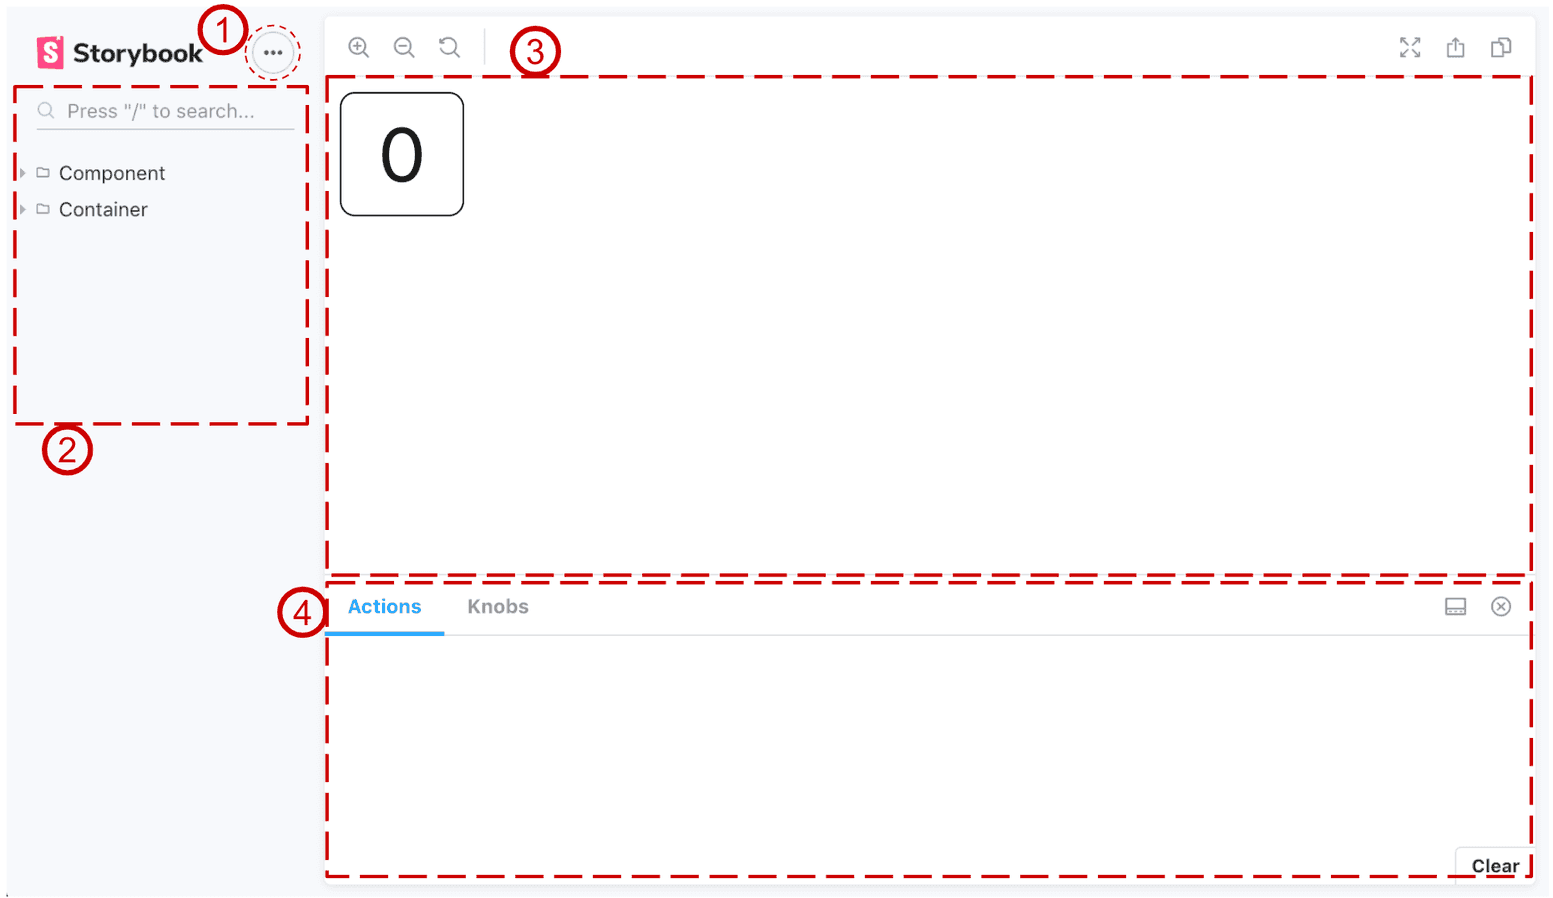 1
Storybook
3
Press "/" to search...
0
Component
Container
2
4
Actions Knobs
Clear